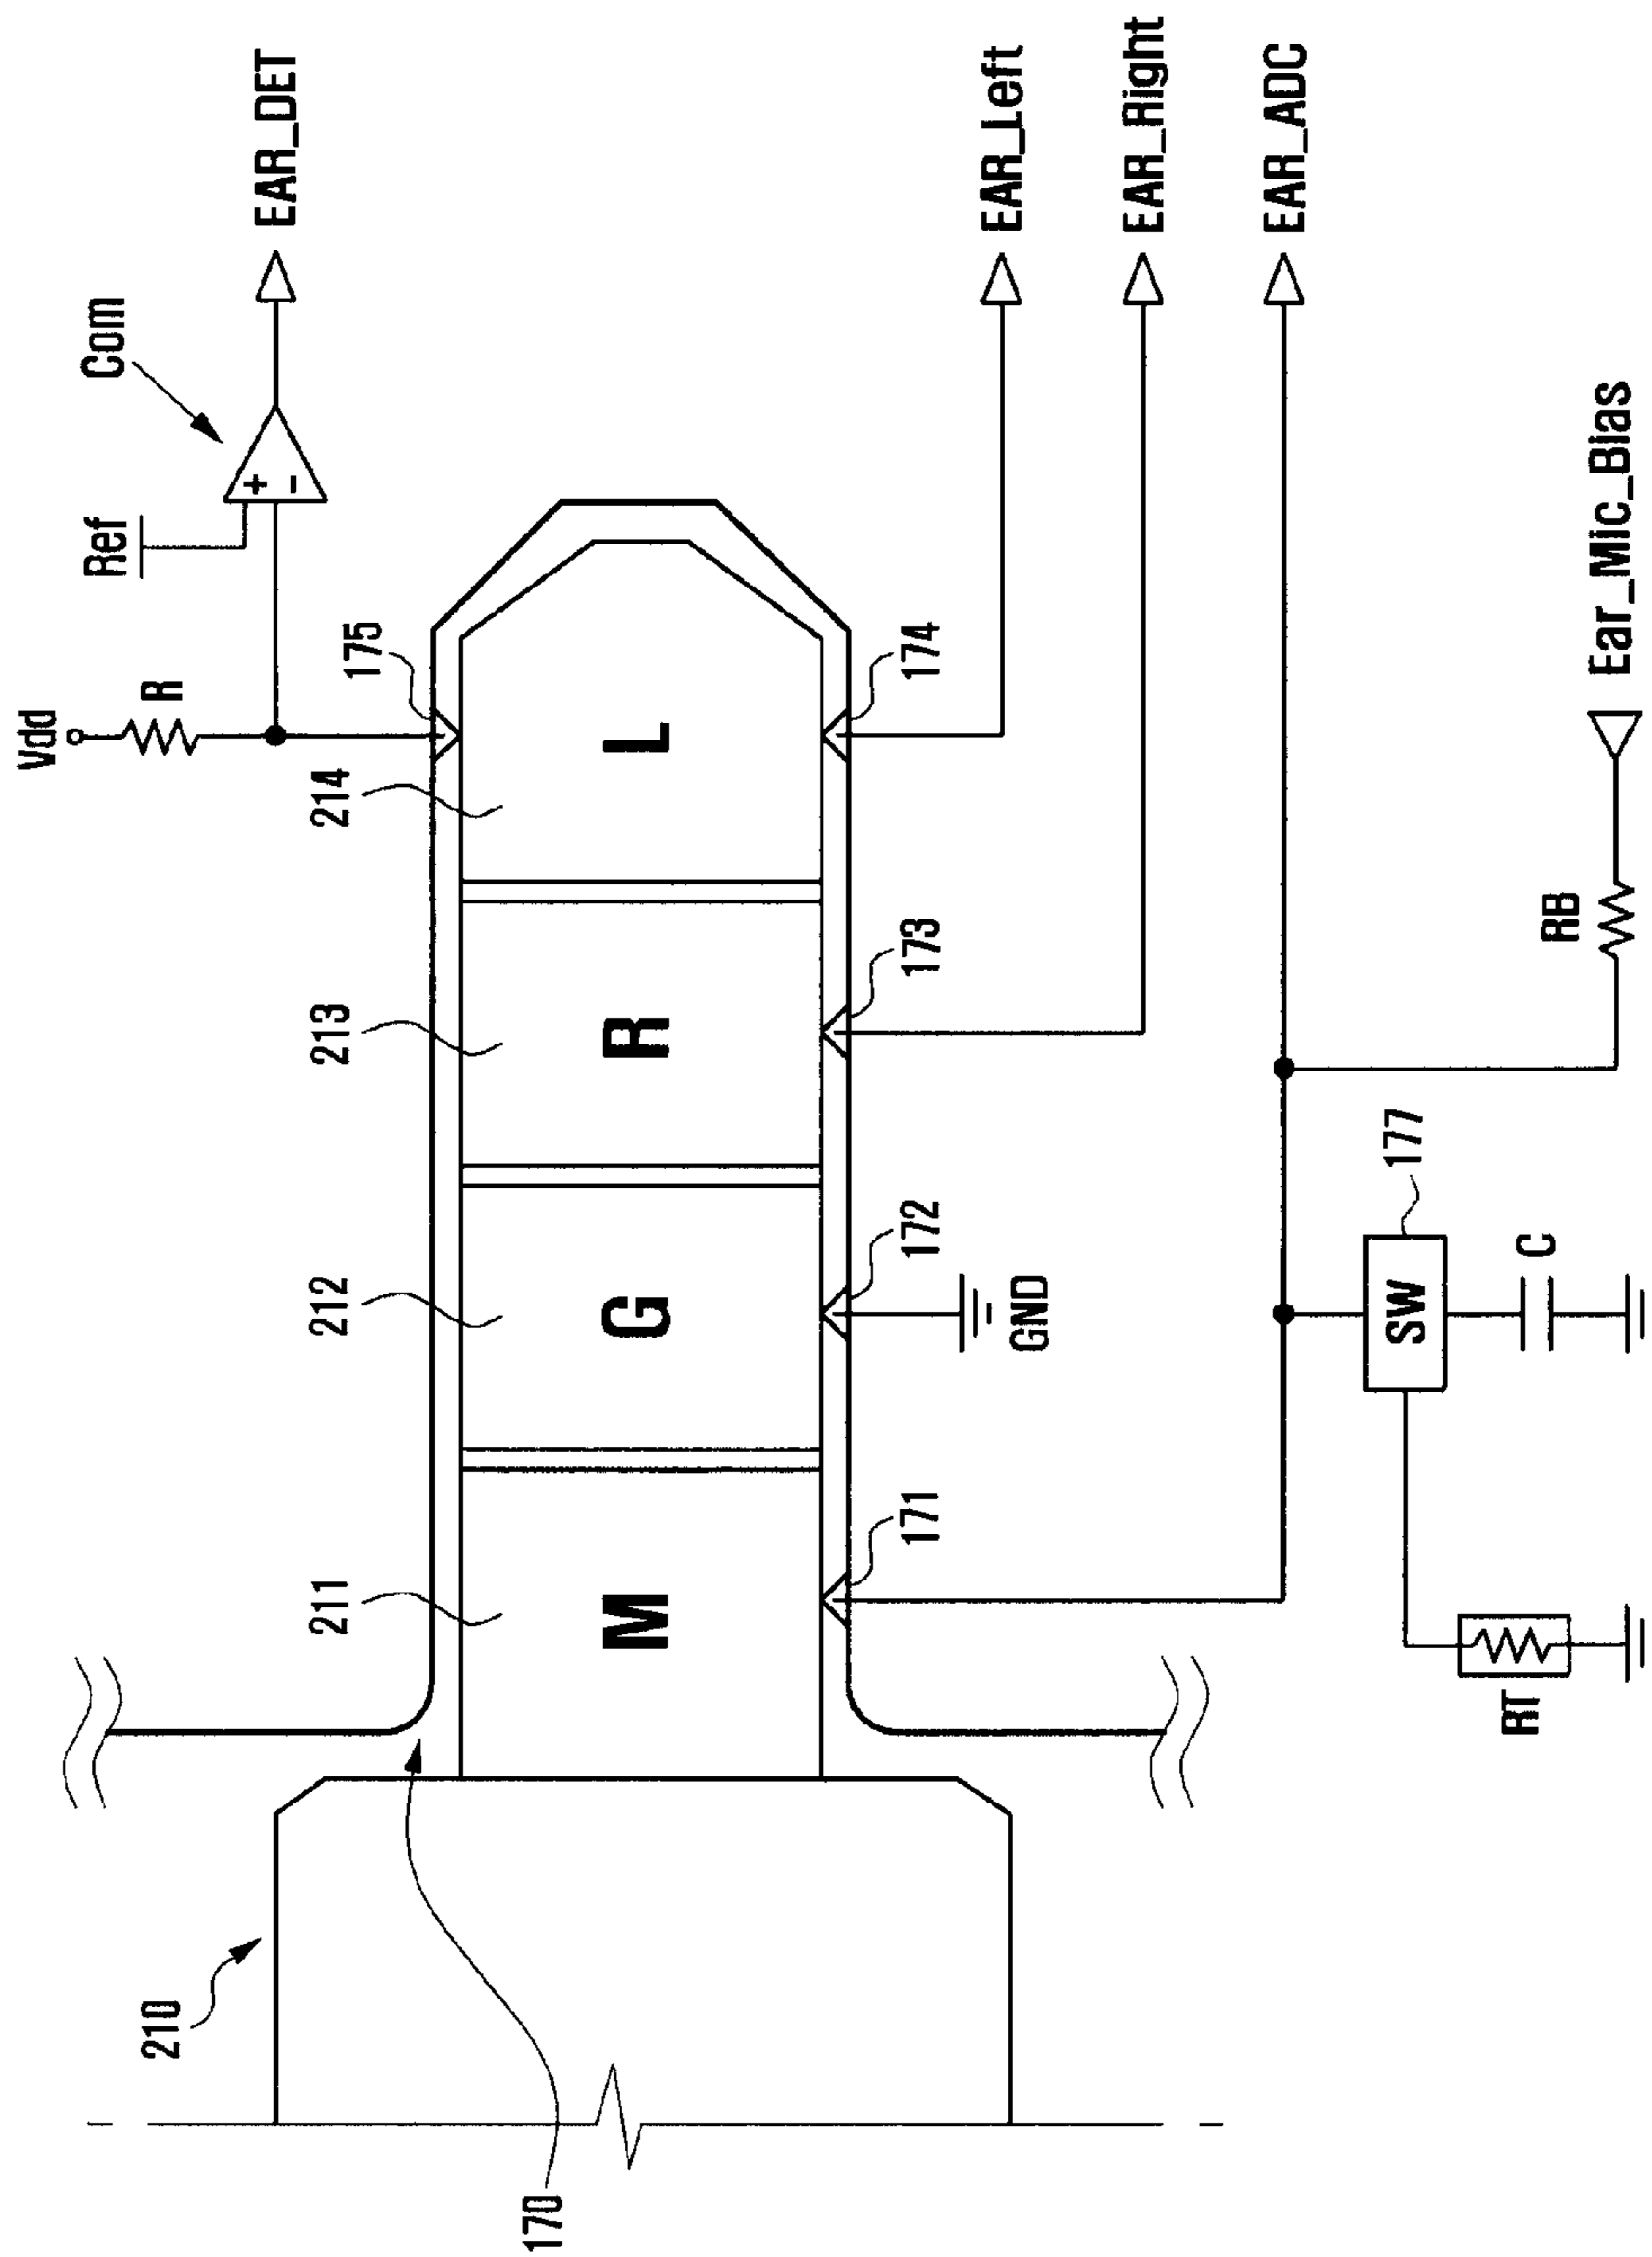 Vdd
R
Ref
Com
EAR_DET
175
214
213
212
211
210
170
M
G
R
L
171
172
173
174
GND
EAR_Left
EAR_Right
EAR_ADC
SW
177
C
RT
RB
Ear_Mic_Bias
+
-